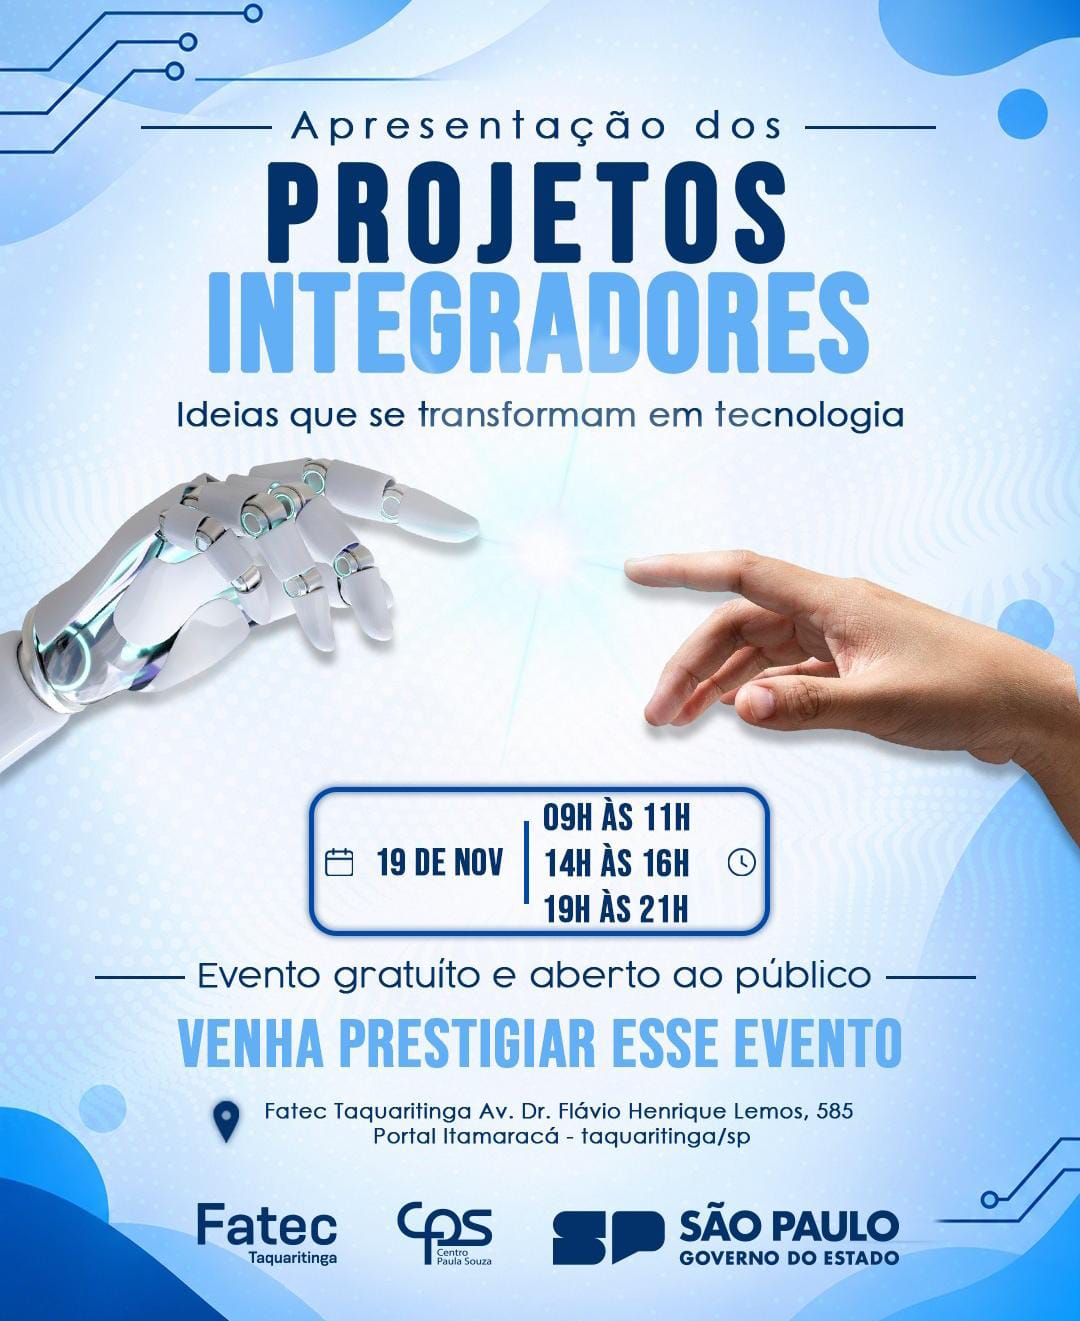 Apresentação dos
PROJETOS
INTEGRADORES
Ideias que se transformam em tecnologia
19 DE NOV
09H ÀS 11H
14H ÀS 16H
19H ÀS 21H
Evento gratuíto e aberto ao público
VENHA PRESTIGIAR ESSE EVENTO
Fatec Taquaritinga Av. Dr. Flávio Henrique Lemos, 585
Portal Itamaracá - taquaritinga/sp
Fatec
Taquaritinga
CPS
Centro
Paula Souza
SP
SÃO PAULO
GOVERNO DO ESTADO